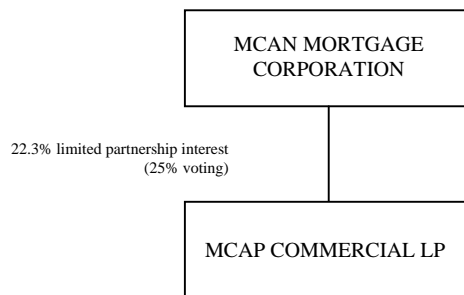 MCAN MORTGAGE
CORPORATION
22.3% limited partnership interest
(25% voting)
MCAP COMMERCIAL LP